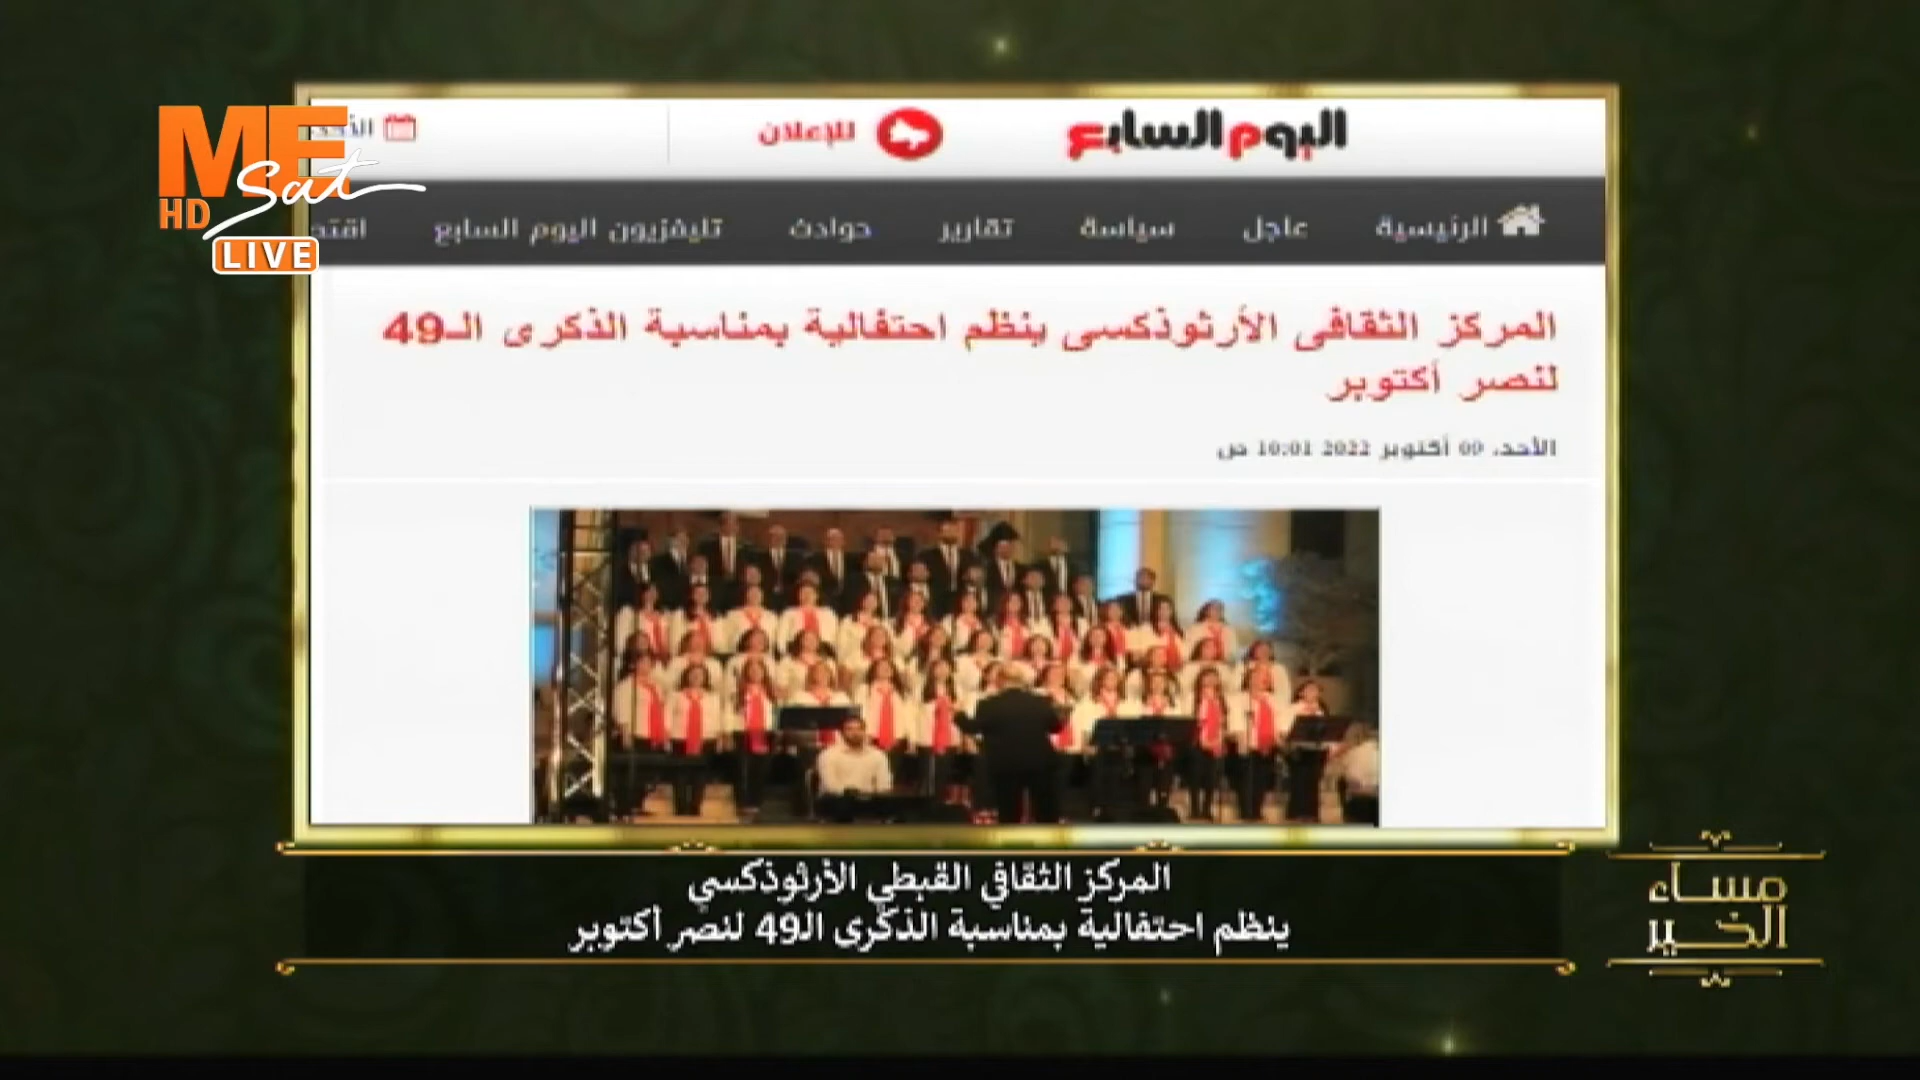 ME
Sat
HD
LIVE
اليوم السابع
للإعلان
الرئيسية عاجل سياسة تقارير حوادث تليفزيون اليوم السابع
المركز الثقافى الأرثوذكسى ينظم احتفالية بمناسبة الذكرى الـ49
لنصر أكتوبر
الأحد، 09 أكتوبر 2022 10:01 ص
المركز الثقافي القبطي الأرثوذكسي
ينظم احتفالية بمناسبة الذكرى الـ49 لنصر أكتوبر
مساء
الخير